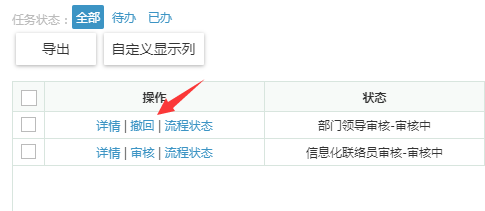 任务状态： 全部 待办 已办
导出 自定义显示列
操作 状态
详情 | 撤回 | 流程状态 部门领导审核-审核中
详情 | 审核 | 流程状态 信息化联络员审核-审核中